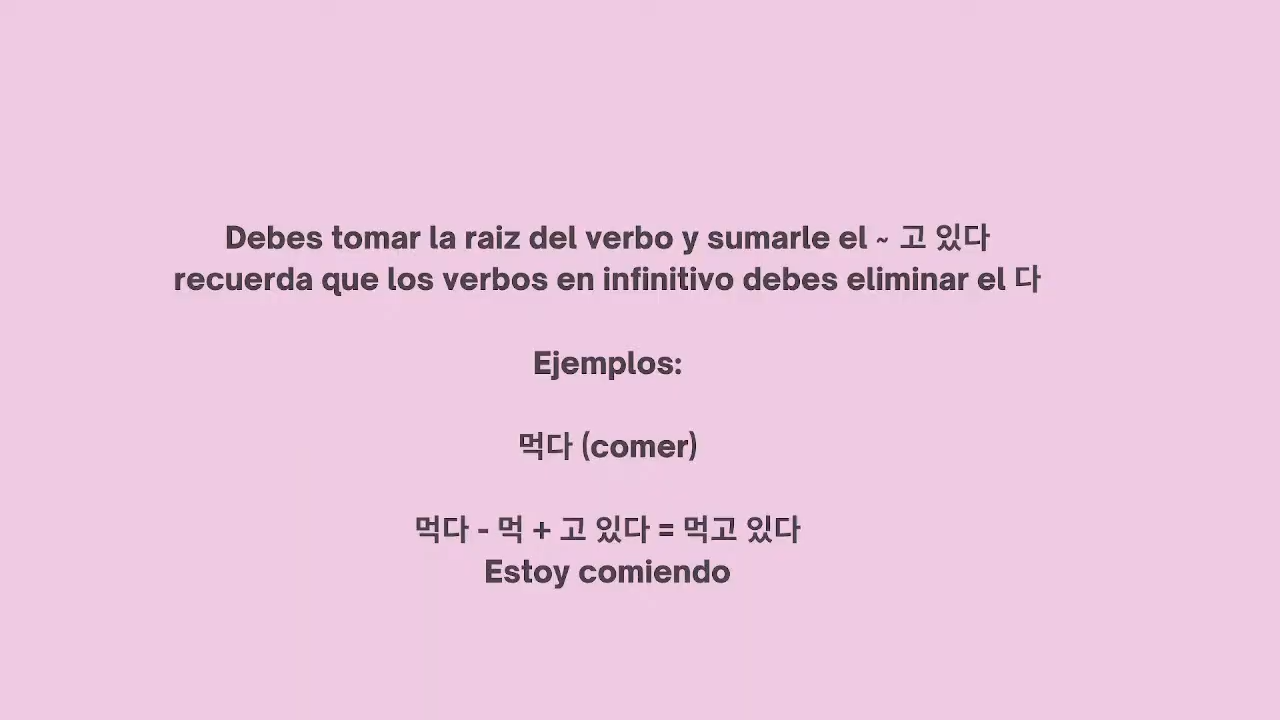 Debes tomar la raiz del verbo y sumarle el ~ 고 있다
recuerda que los verbos en infinitivo debes eliminar el 다
Ejemplos:
먹다 (comer)
먹다 - 먹 + 고 있다 = 먹고 있다
Estoy comiendo